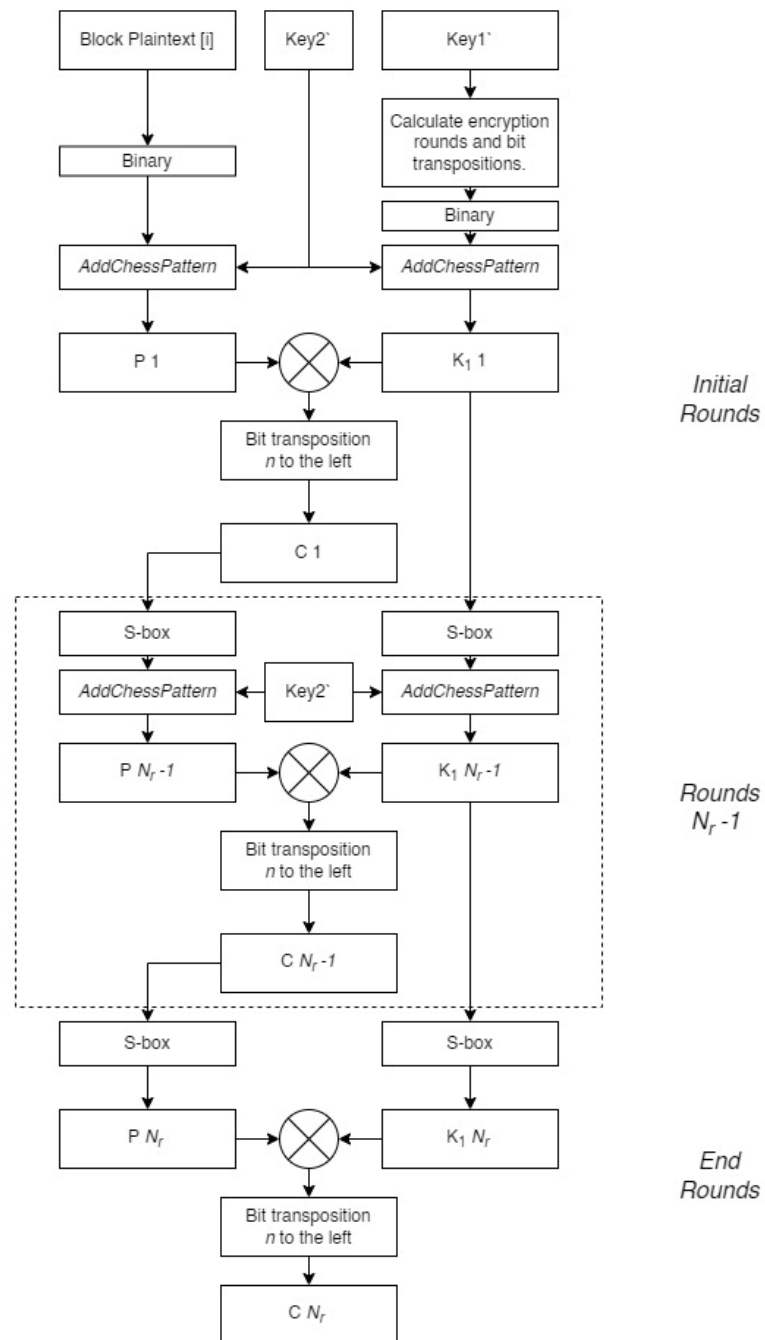 Block Plaintext [i]
Key2`
Key1`
Calculate encryption
rounds and bit
transpositions.
Binary
Binary
AddChessPattern
AddChessPattern
P 1
K₁ 1
Initial
Rounds
Bit transposition
n to the left
C 1
S-box
S-box
AddChessPattern
Key2`
AddChessPattern
P Nᵣ -1
K₁ Nᵣ -1
Rounds
Nᵣ -1
Bit transposition
n to the left
C Nᵣ -1
S-box
S-box
P Nᵣ
K₁ Nᵣ
End
Rounds
Bit transposition
n to the left
C Nᵣ